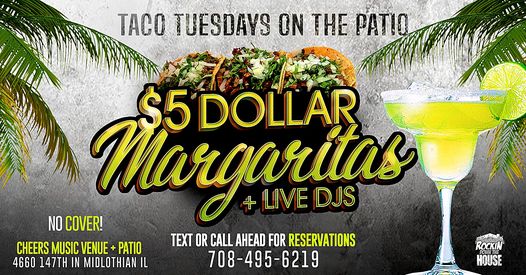 TACO TUESDAYS ON THE PATIO
$5 DOLLAR
Margaritas
+ LIVE DJS
NO COVER!
CHEERS MUSIC VENUE + PATIO
4660 147TH IN MIDLOTHIAN IL
TEXT OR CALL AHEAD FOR RESERVATIONS
708-495-6219
ROCKIN
HOUSE